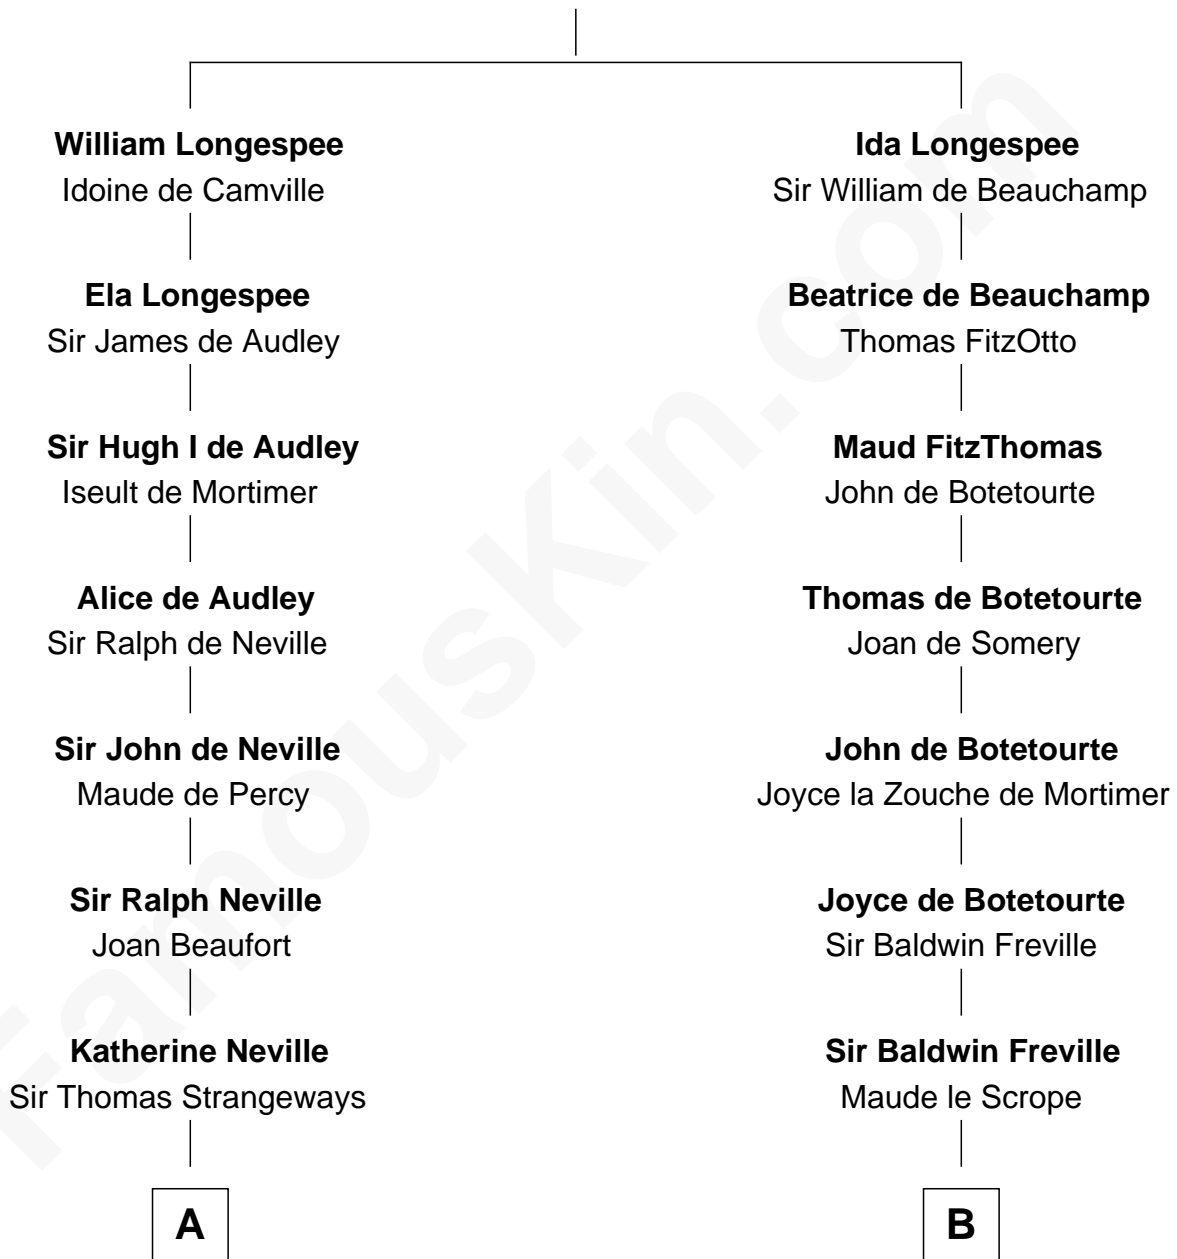 William Longespee
Idoine de Camville
Ela Longespee
Sir James de Audley
Sir Hugh I de Audley
Iseult de Mortimer
Alice de Audley
Sir Ralph de Neville
Sir John de Neville
Maude de Percy
Sir Ralph Neville
Joan Beaufort
Katherine Neville
Sir Thomas Strangeways
A
Ida Longespee
Sir William de Beauchamp
Beatrice de Beauchamp
Thomas FitzOtto
Maud FitzThomas
John de Botetourte
Thomas de Botetourte
Joan de Somery
John de Botetourte
Joyce la Zouche de Mortimer
Joyce de Botetourte
Sir Baldwin Freville
Sir Baldwin Freville
Maude le Scrope
B
FamousKin.com